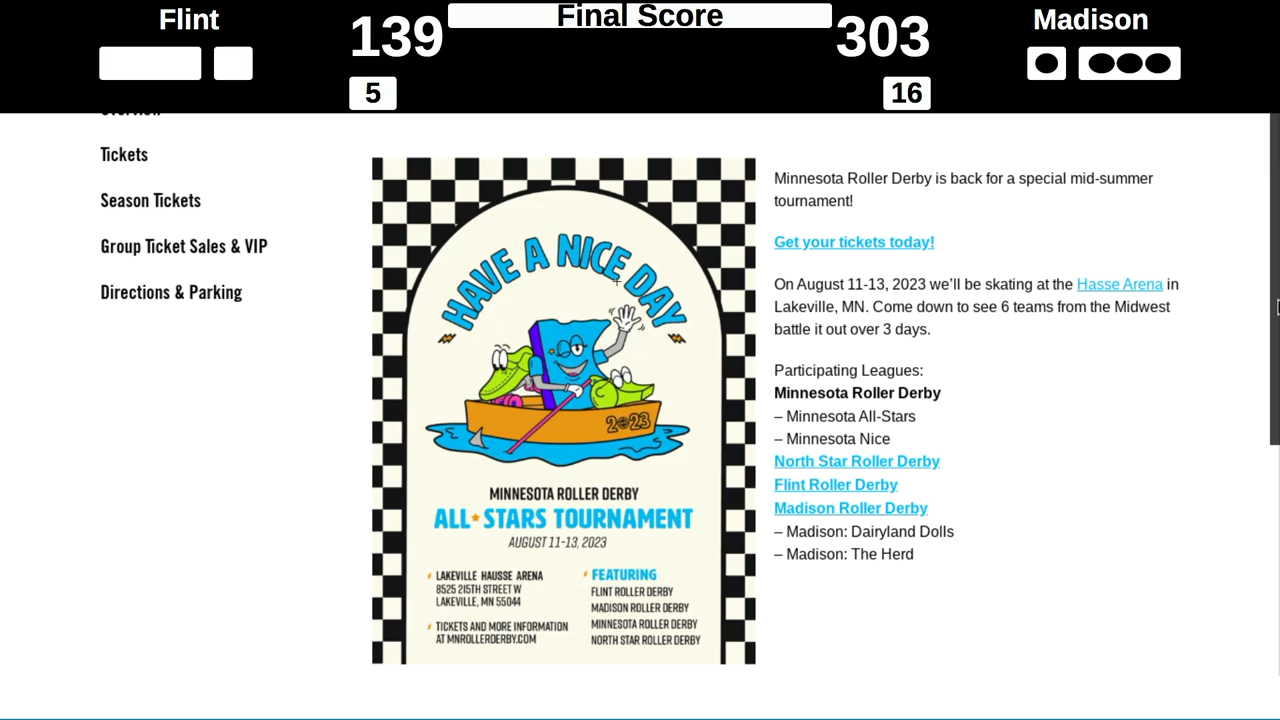 Flint
139
5
Final Score
303
16
Madison
Overview
Tickets
Season Tickets
Group Ticket Sales & VIP
Directions & Parking
HAVE A NICE DAY
2023
MINNESOTA ROLLER DERBY
ALL★STARS TOURNAMENT
AUGUST 11-13, 2023
LAKEVILLE HAUSSE ARENA
8525 215TH STREET W
LAKEVILLE, MN 55044
TICKETS AND MORE INFORMATION
AT MNROLLERDERBY.COM
FEATURING
FLINT ROLLER DERBY
MADISON ROLLER DERBY
MINNESOTA ROLLER DERBY
NORTH STAR ROLLER DERBY
Minnesota Roller Derby is back for a special mid-summer
tournament!
Get your tickets today!
On August 11-13, 2023 we’ll be skating at the Hasse Arena in
Lakeville, MN. Come down to see 6 teams from the Midwest
battle it out over 3 days.
Participating Leagues:
Minnesota Roller Derby
– Minnesota All-Stars
– Minnesota Nice
North Star Roller Derby
Flint Roller Derby
Madison Roller Derby
– Madison: Dairyland Dolls
– Madison: The Herd